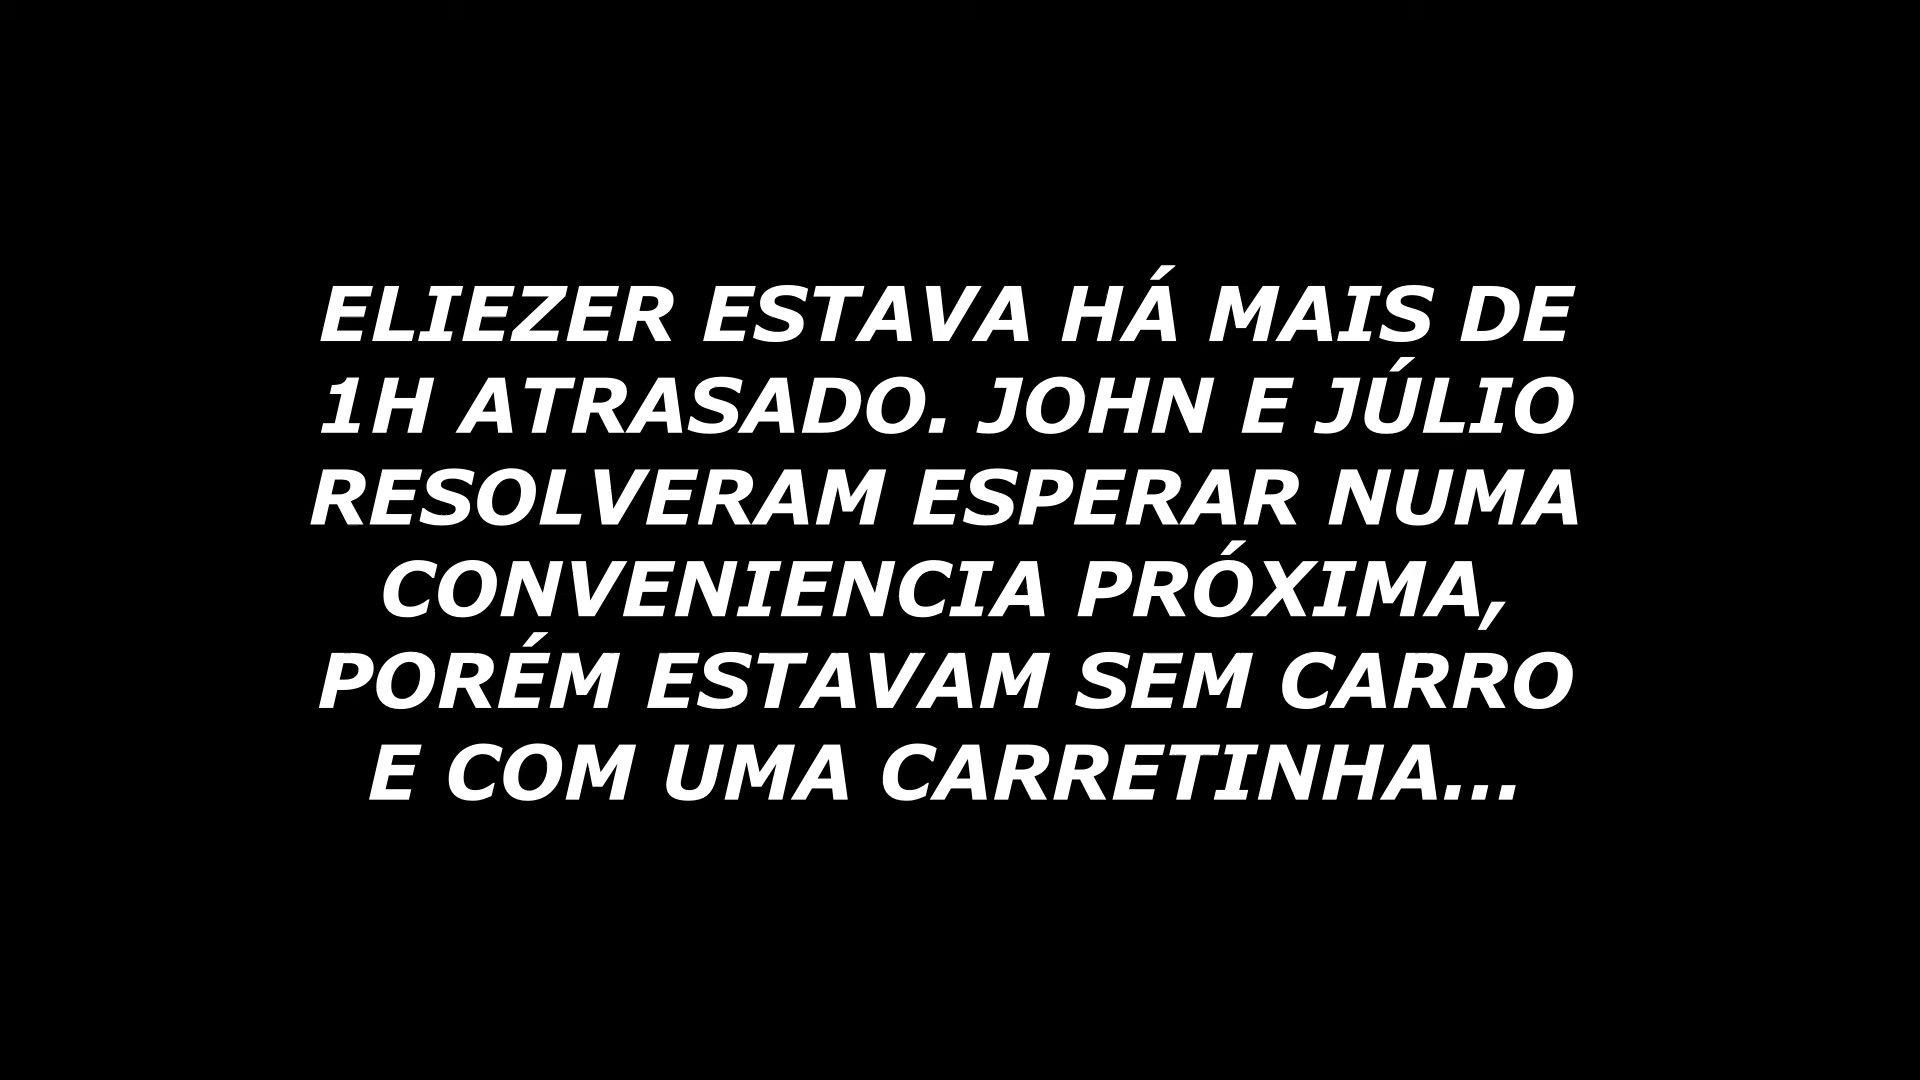 ELIEZER ESTAVA HÁ MAIS DE
1H ATRASADO. JOHN E JÚLIO
RESOLVERAM ESPERAR NUMA
CONVENIENCIA PRÓXIMA,
PORÉM ESTAVAM SEM CARRO
E COM UMA CARRETINHA...